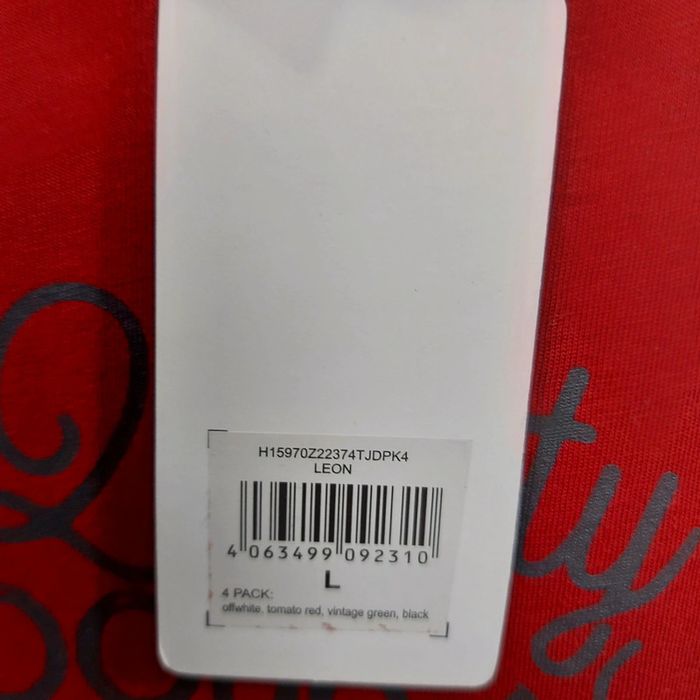 H15970Z22374TJDPK4
LEON
4 063499 092310
L
4 PACK:
offwhite, tomato red, vintage green, black